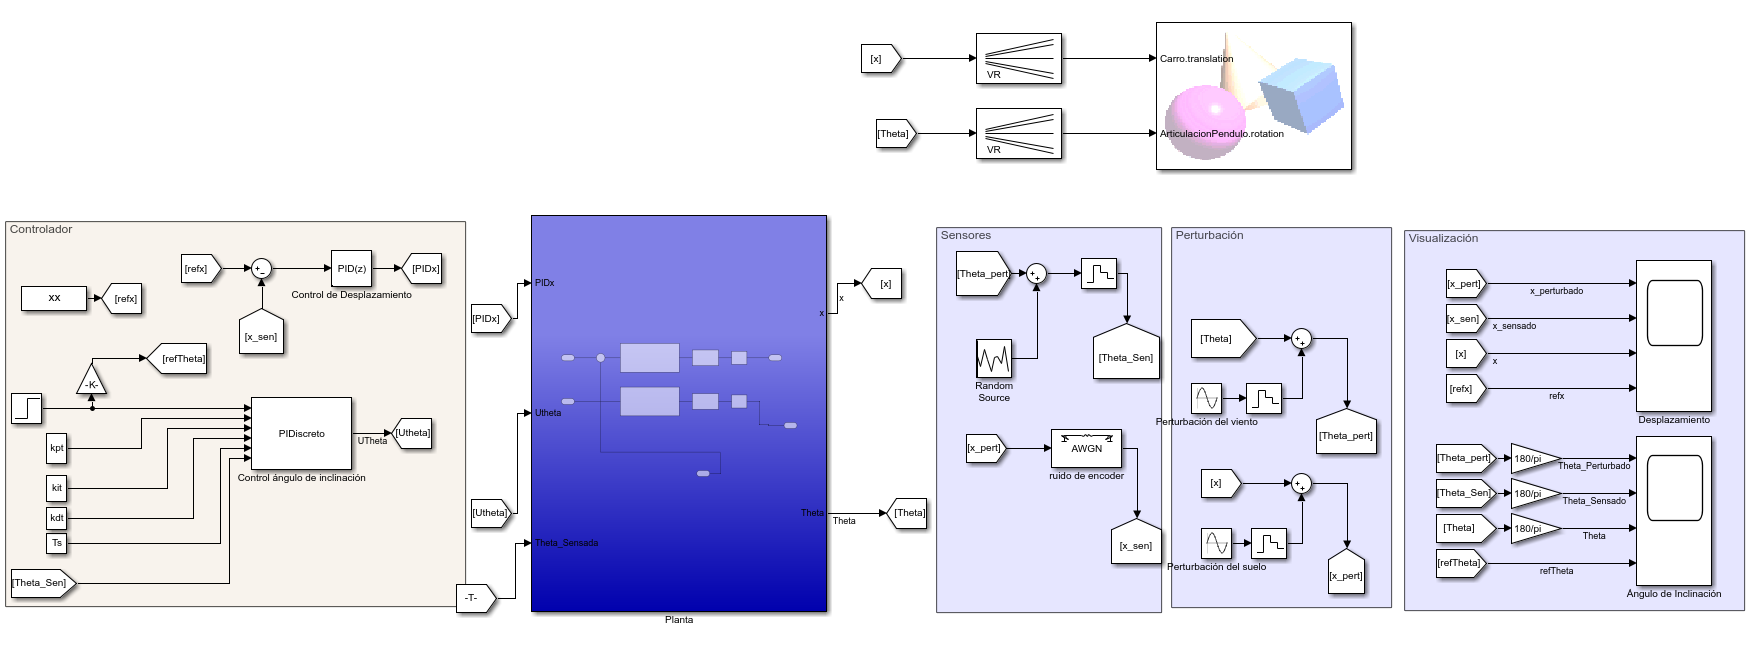 [x]
VR
Carro.translation
[Theta]
VR
ArticulacionPendulo.rotation
Controlador
[refx]
+
−
PID(z)
[PIDx]
Control de Desplazamiento
xx
[refx]
[x_sen]
[refTheta]
-K-
PIDiscreto
UTheta
[Utheta]
Control ángulo de inclinación
kpt
kit
kdt
Ts
[Theta_Sen]
[PIDx]
[Utheta]
-T-
PIDx
Utheta
Theta_Sensada
x
Theta
Planta
x
[x]
Theta
[Theta]
Sensores
[Theta_pert]
+
+
[Theta_Sen]
Random
Source
[x_pert]
AWGN
ruido de encoder
[x_sen]
Perturbación
[Theta]
+
+
Perturbación del viento
[Theta_pert]
[x]
+
+
Perturbación del suelo
[x_pert]
Visualización
[x_pert]
x_perturbado
[x_sen]
x_sensado
[x]
x
[refx]
refx
Desplazamiento
[Theta_pert]
180/pi
Theta_Perturbado
[Theta_Sen]
180/pi
Theta_Sensado
[Theta]
180/pi
Theta
[refTheta]
refTheta
Ángulo de Inclinación